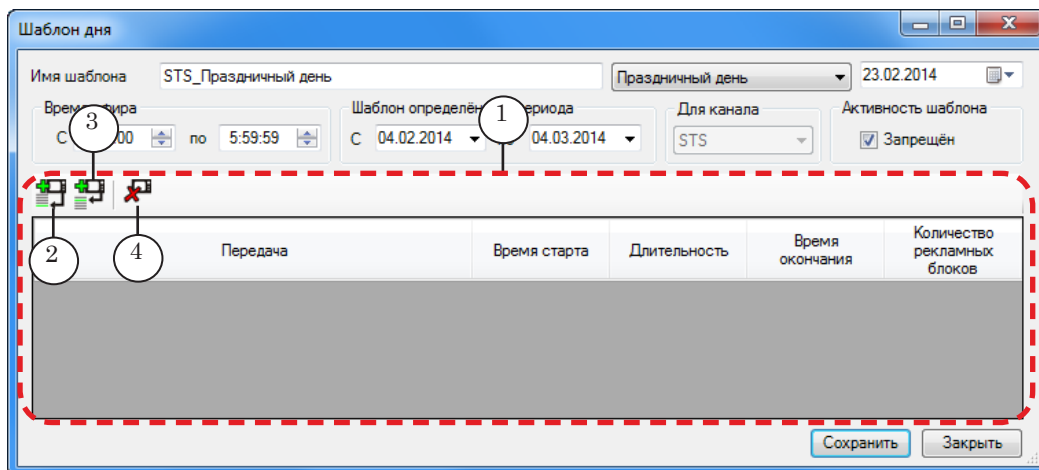 Шаблон дня
Имя шаблона STS_Праздничный день Праздничный день 23.02.2014
Шаблон Для канала Активность шаблона
С 00 по 5:59:59 С 04.02.2014 04.03.2014 STS Запрещён
3 1
2 4
Передача Время старта Длительность Время окончания Количество рекламных блоков
Сохранить Закрыть